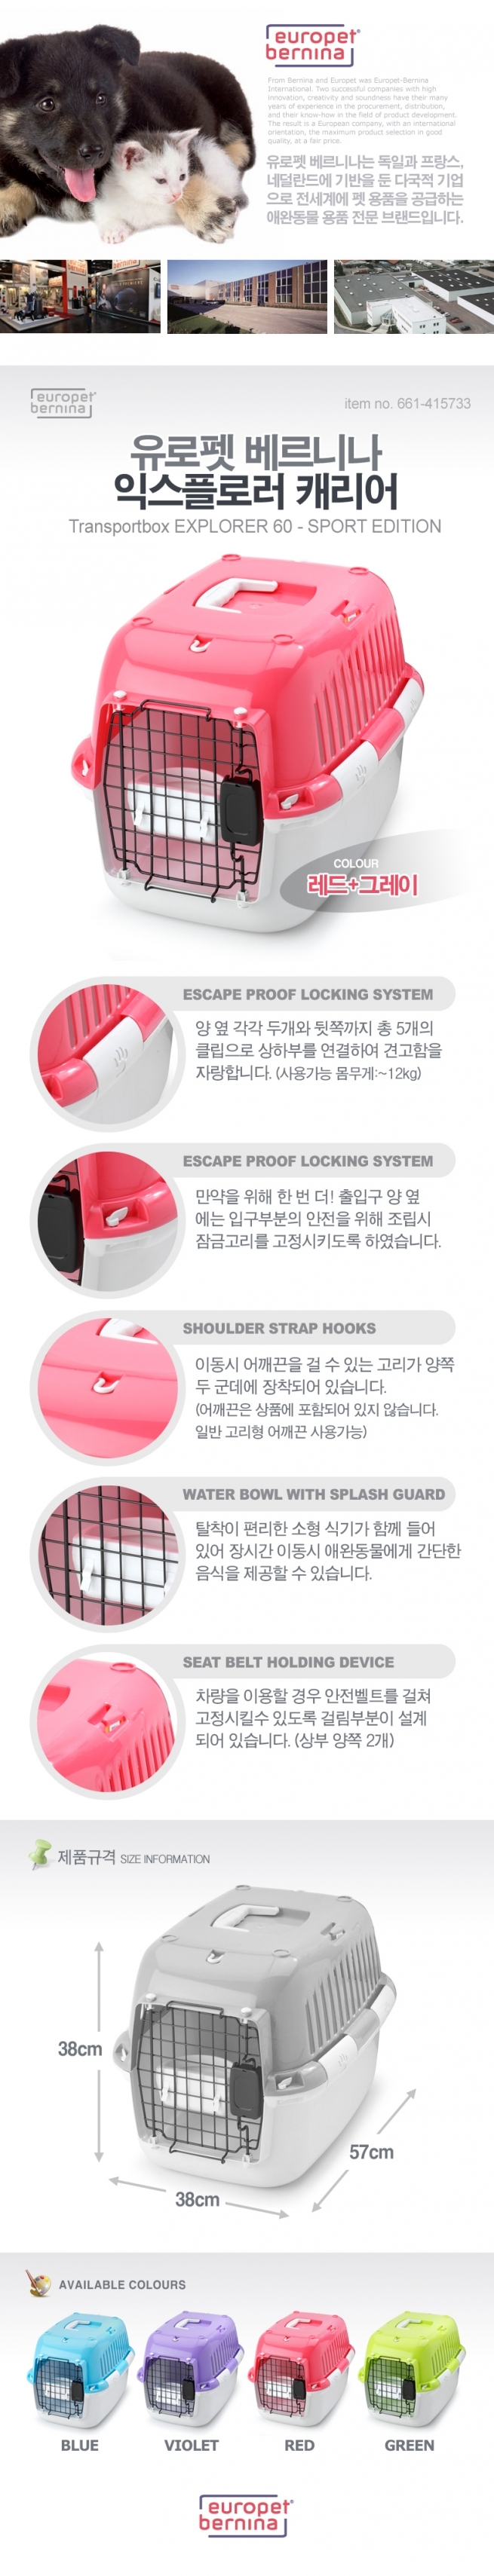 europet
bernina
From Bernina and Europet was Europet-Bernina
International. Two successful companies with high
innovation, creativity and soundness have their many
years of experience in the procurement, distribution,
and their know-how in the field of product development.
The result is a European company, with an international
orientation, the maximum product selection in good
quality, at a fair price.
유로펫 베르니나는 독일과 프랑스,
네덜란드에 기반을 둔 다국적 기업
으로 전세계에 펫 용품을 공급하는
애완동물 용품 전문 브랜드입니다.
europet
bernina
item no. 661-415733
유로펫 베르니나
익스플로러 캐리어
Transportbox EXPLORER 60 - SPORT EDITION
COLOUR
레드+그레이
ESCAPE PROOF LOCKING SYSTEM
양 옆 각각 두개와 뒷쪽까지 총 5개의
클립으로 상하부를 연결하여 견고함을
자랑합니다. (사용가능 몸무게:~12kg)
ESCAPE PROOF LOCKING SYSTEM
만약을 위해 한 번 더! 출입구 양 옆
에는 입구부분의 안전을 위해 조립시
잠금고리를 고정시키도록 하였습니다.
SHOULDER STRAP HOOKS
이동시 어깨끈을 걸 수 있는 고리가 양쪽
두 군데에 장착되어 있습니다.
(어깨끈은 상품에 포함되어 있지 않습니다.
일반 고리형 어깨끈 사용가능)
WATER BOWL WITH SPLASH GUARD
탈착이 편리한 소형 식기가 함께 들어
있어 장시간 이동시 애완동물에게 간단한
음식을 제공할 수 있습니다.
SEAT BELT HOLDING DEVICE
차량을 이용할 경우 안전벨트를 걸쳐
고정시킬수 있도록 걸림부분이 설계
되어 있습니다. (상부 양쪽 2개)
제품규격 SIZE INFORMATION
38cm
57cm
38cm
AVAILABLE COLOURS
BLUE
VIOLET
RED
GREEN
europet
bernina